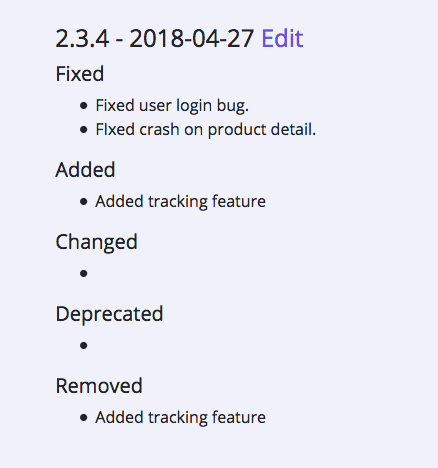 2.3.4 - 2018-04-27 Edit
Fixed
• Fixed user login bug.
• FIxed crash on product detail.
Added
• Added tracking feature
Changed
•
Deprecated
•
Removed
• Added tracking feature